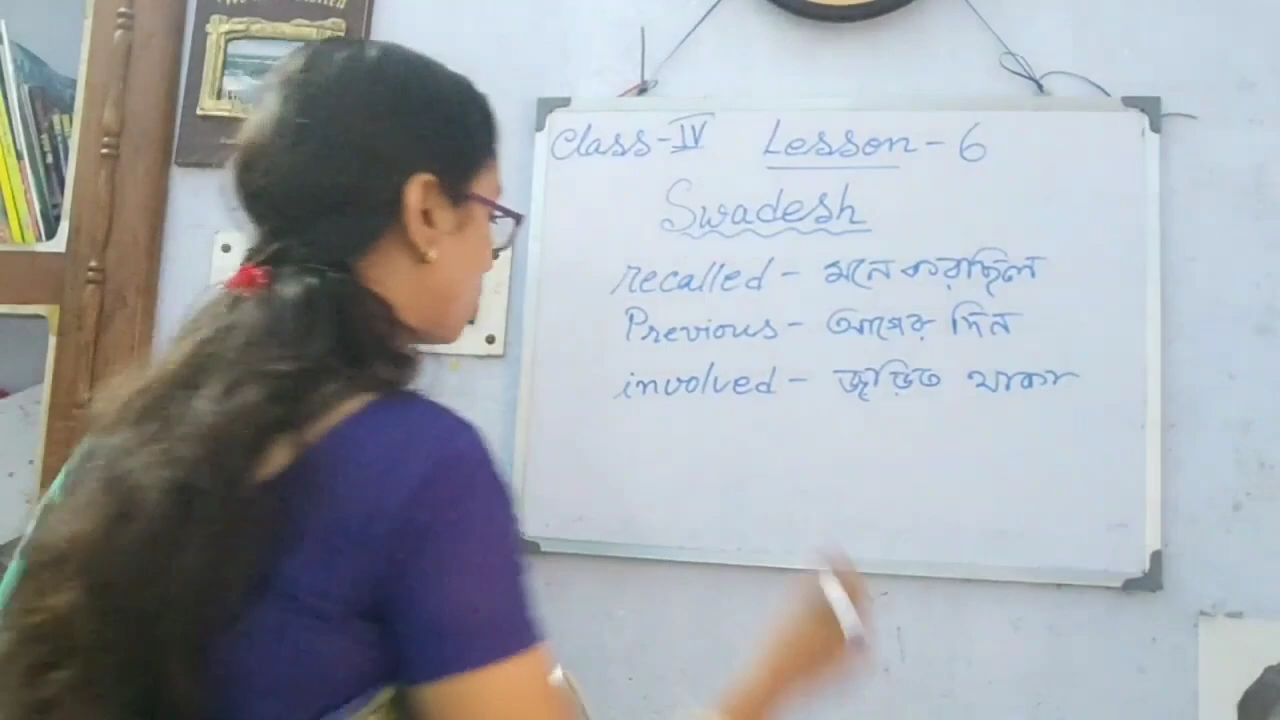 Class-IV Lesson-6
Swadesh
recalled - মনে করাছিল
Previous - আগের দিন
involved - জড়িত থাকা